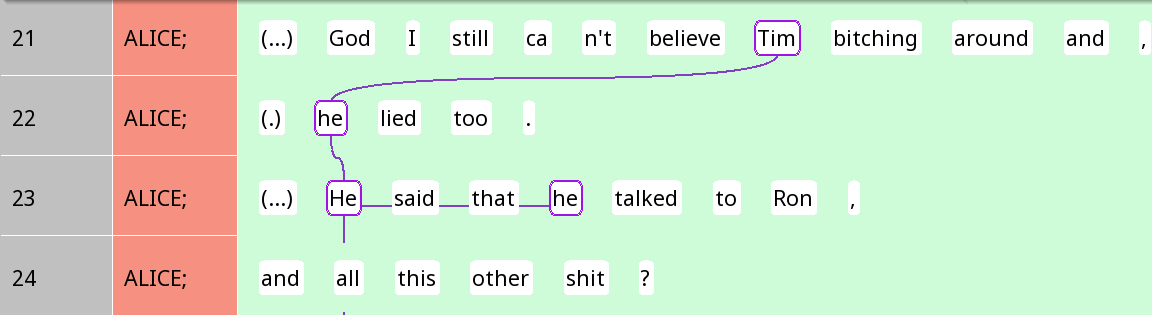 21 ALICE; (...) God I still ca n't believe Tim bitching around and ,
22 ALICE; (.) he lied too .
23 ALICE; (...) He said that he talked to Ron ,
24 ALICE; and all this other shit ?